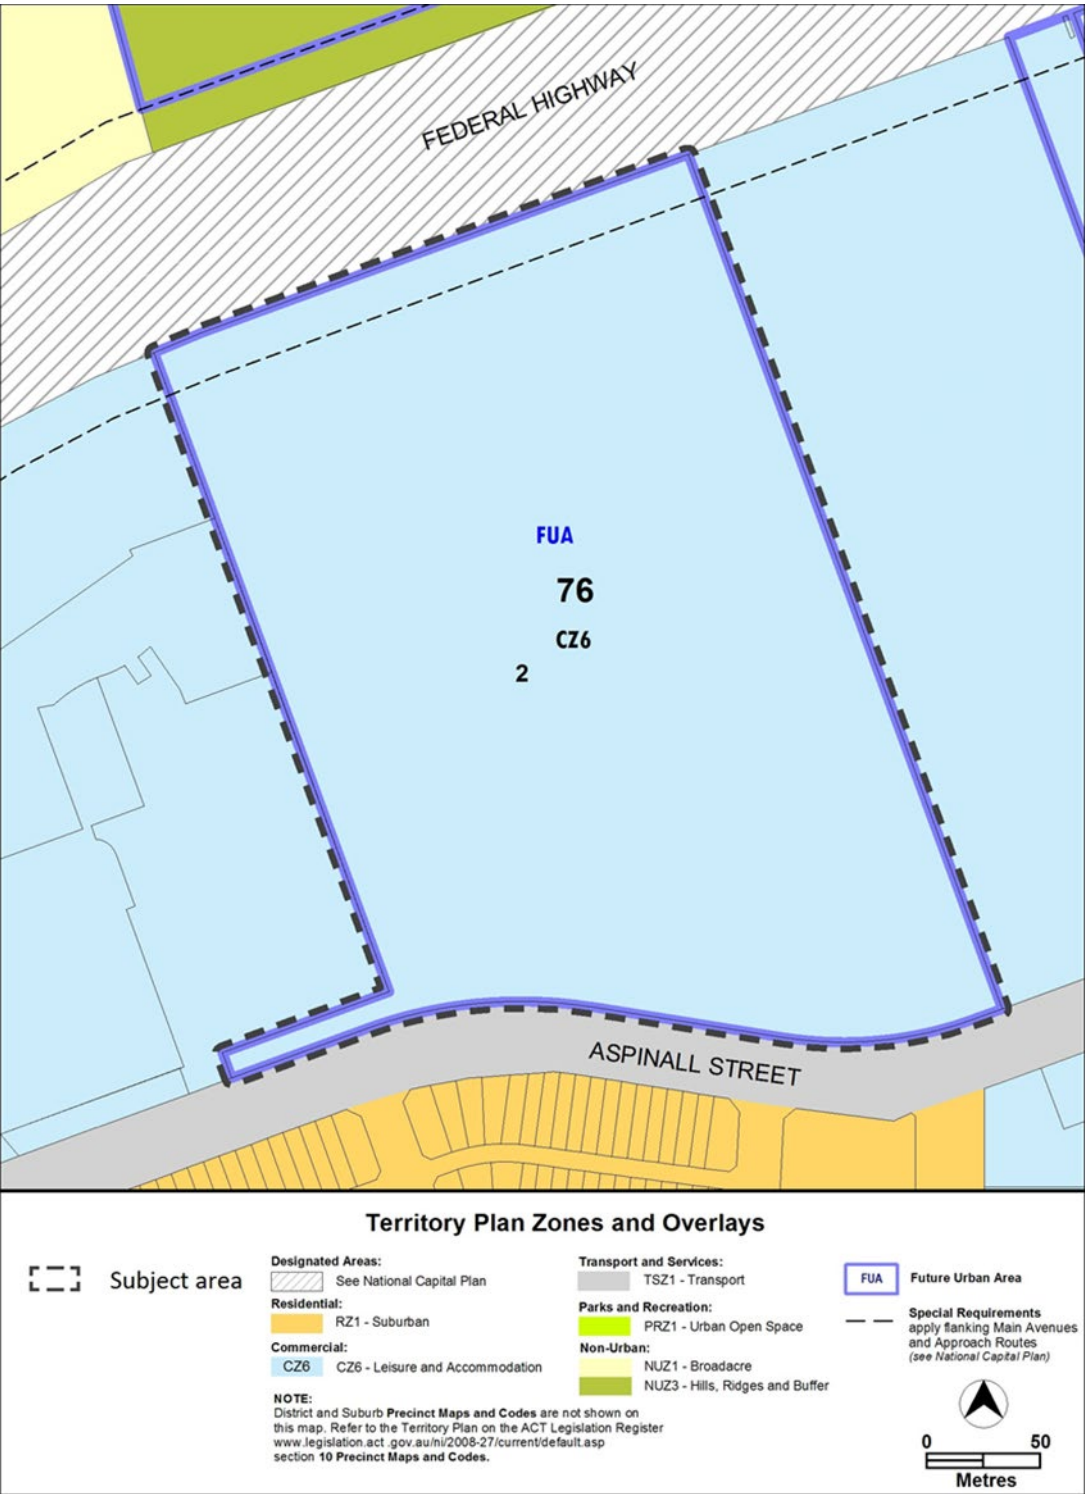 FEDERAL HIGHWAY
FUA
76
CZ6
2
ASPINALL STREET
Territory Plan Zones and Overlays
Subject area
Designated Areas:
See National Capital Plan
Residential:
RZ1 - Suburban
Commercial:
CZ6 CZ6 - Leisure and Accommodation
NOTE:
District and Suburb Precinct Maps and Codes are not shown on
this map. Refer to the Territory Plan on the ACT Legislation Register
www.legislation.act .gov.au/ni/2008-27/current/default.asp
section 10 Precinct Maps and Codes.
Transport and Services:
TSZ1 - Transport
Parks and Recreation:
PRZ1 - Urban Open Space
Non-Urban:
NUZ1 - Broadacre
NUZ3 - Hills, Ridges and Buffer
FUA Future Urban Area
Special Requirements
apply flanking Main Avenues
and Approach Routes
(see National Capital Plan)
0 50
Metres